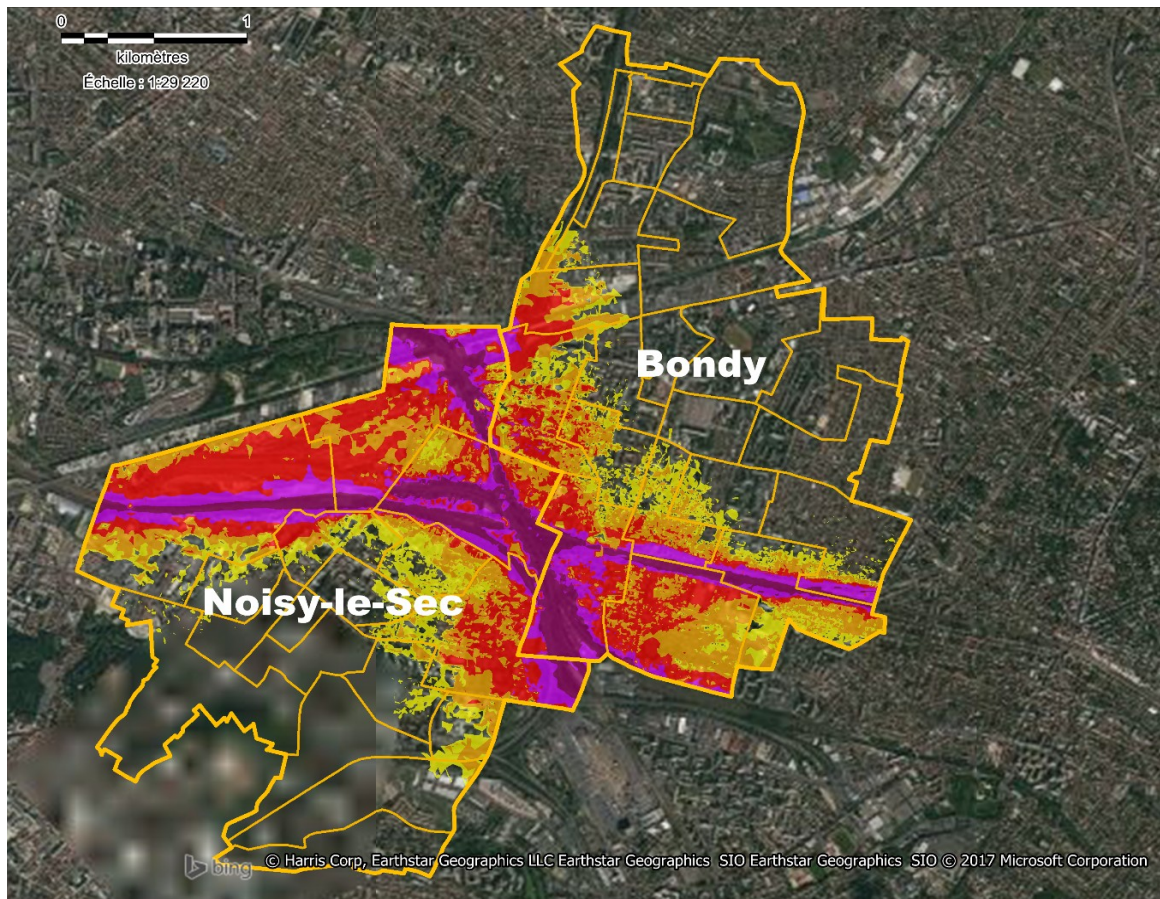 0 1
kilomètres
Échelle : 1:29 220
Bondy
Noisy-le-Sec
bing
© Harris Corp, Earthstar Geographics LLC Earthstar Geographics SIO Earthstar Geographics SIO © 2017 Microsoft Corporation